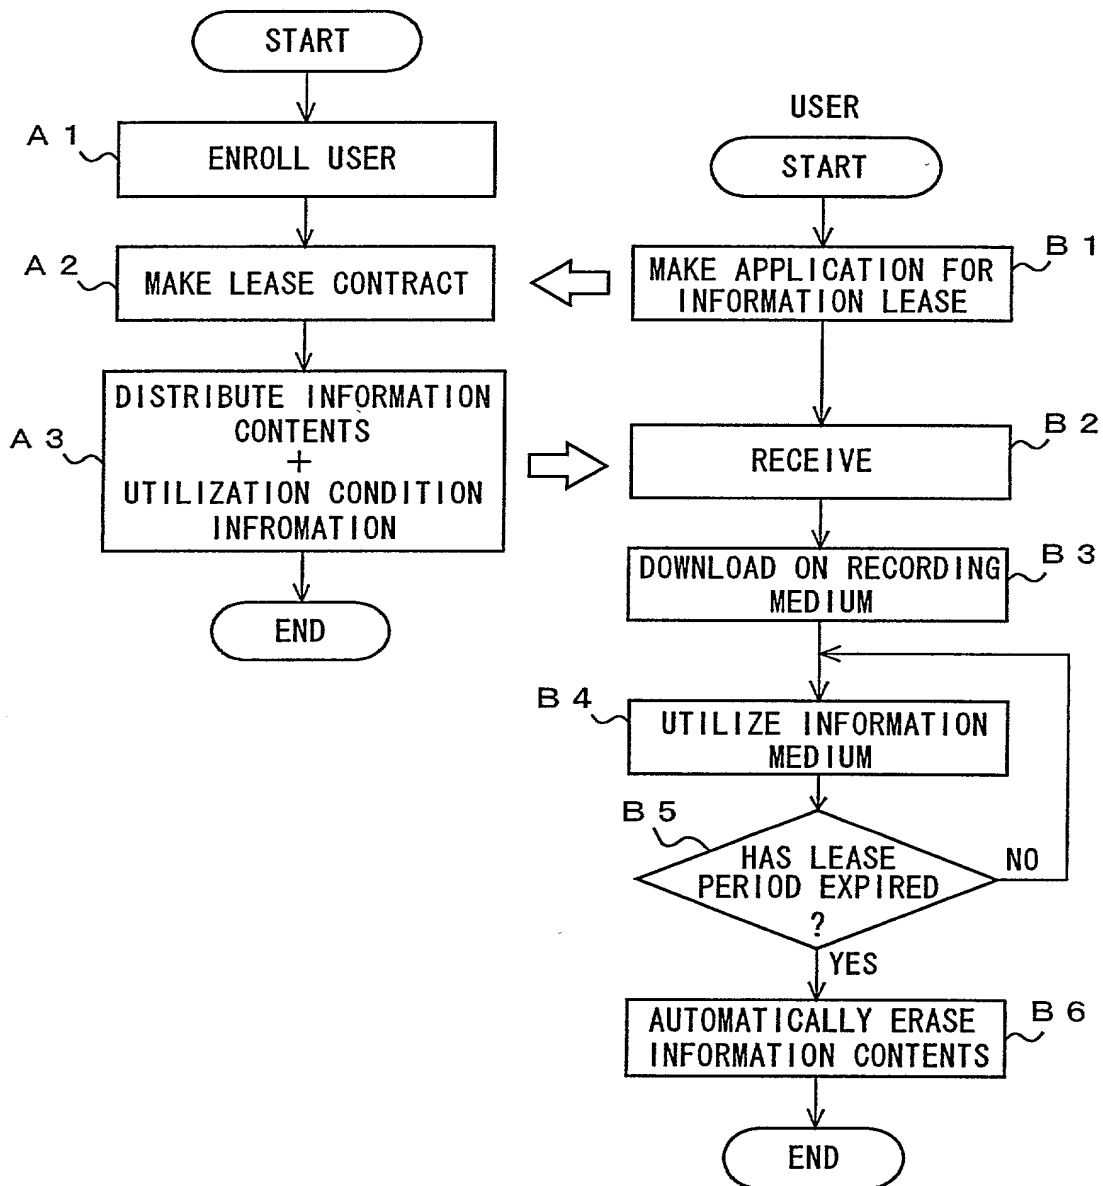 START
A 1
ENROLL USER
A 2
MAKE LEASE CONTRACT
A 3
DISTRIBUTE INFORMATION
CONTENTS
+
UTILIZATION CONDITION
INFROMATION
END
USER
START
B 1
MAKE APPLICATION FOR
INFORMATION LEASE
B 2
RECEIVE
B 3
DOWNLOAD ON RECORDING
MEDIUM
B 4
UTILIZE INFORMATION
MEDIUM
B 5
HAS LEASE
PERIOD EXPIRED
?
NO
YES
B 6
AUTOMATICALLY ERASE
INFORMATION CONTENTS
END